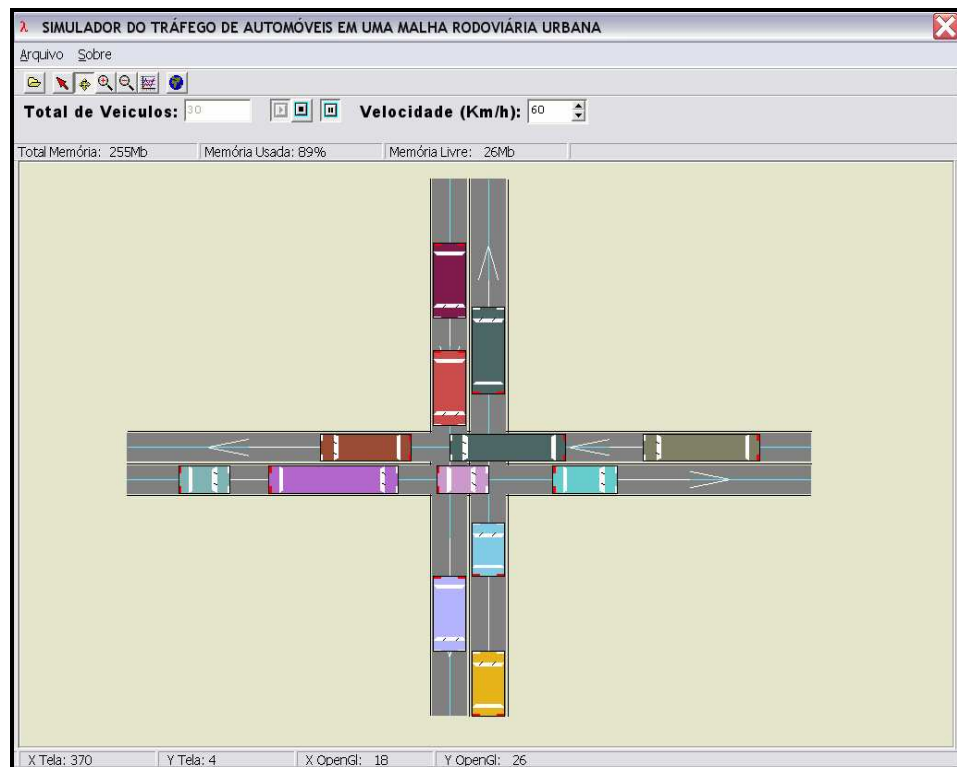 λ SIMULADOR DO TRÁFEGO DE AUTOMÓVEIS EM UMA MALHA RODOVIÁRIA URBANA
Arquivo Sobre
Total de Veiculos: 30 Velocidade (Km/h): 60
Total Memória: 255Mb Memória Usada: 89% Memória Livre: 26Mb
X Tela: 370 Y Tela: 4 X OpenGl: 18 Y OpenGl: 26